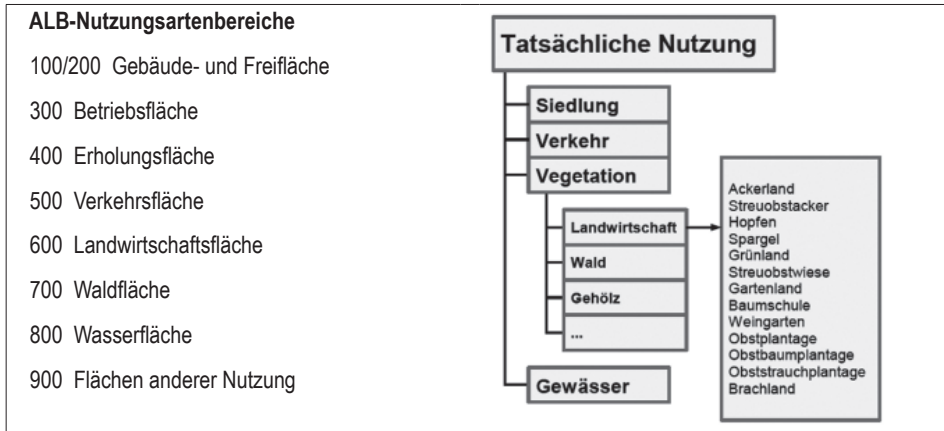 ALB-Nutzungsartenbereiche
100/200 Gebäude- und Freifläche
300 Betriebsfläche
400 Erholungsfläche
500 Verkehrsfläche
600 Landwirtschaftsfläche
700 Waldfläche
800 Wasserfläche
900 Flächen anderer Nutzung
Tatsächliche Nutzung
Siedlung
Verkehr
Vegetation
Landwirtschaft
Wald
Gehölz
...
Gewässer
Ackerland
Streuobstacker
Hopfen
Spargel
Grünland
Streuobstwiese
Gartenland
Baumschule
Weingarten
Obstplantage
Obstbaumplantage
Obststrauchplantage
Brachland